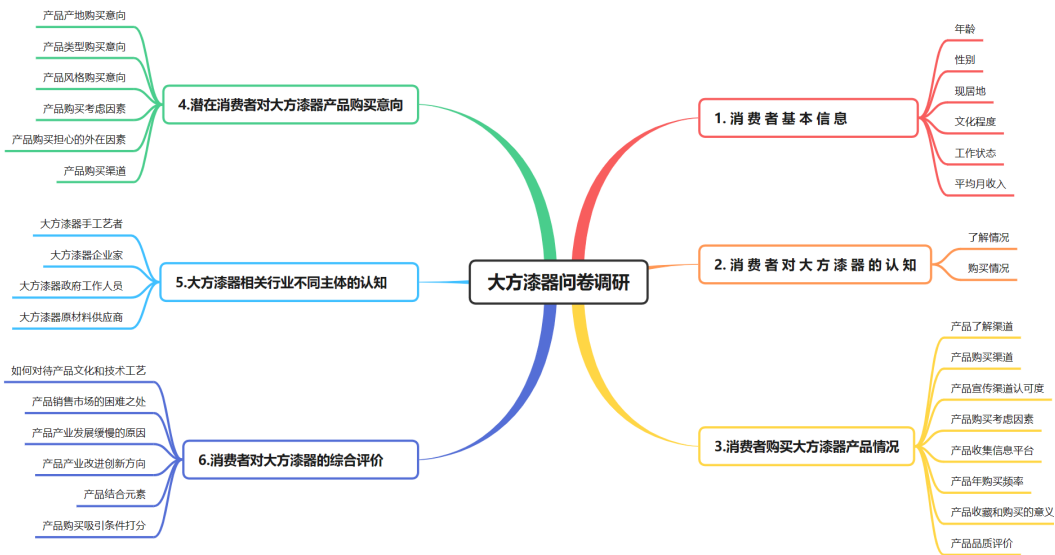 大方漆器问卷调研
1.消费者基本信息
年龄
性别
现居地
文化程度
工作状态
平均月收入
2.消费者对大方漆器的认知
了解情况
购买情况
3.消费者购买大方漆器产品情况
产品了解渠道
产品购买渠道
产品宣传渠道认可度
产品购买考虑因素
产品收集信息平台
产品年购买频率
产品收藏和购买的意义
产品品质评价
4.潜在消费者对大方漆器产品购买意向
产品产地购买意向
产品类型购买意向
产品风格购买意向
产品购买考虑因素
产品购买担心的外在因素
产品购买渠道
5.大方漆器相关行业不同主体的认知
大方漆器手工艺者
大方漆器企业家
大方漆器政府工作人员
大方漆器原材料供应商
6.消费者对大方漆器的综合评价
如何对待产品文化和技术工艺
产品销售市场的困难之处
产品产业发展缓慢的原因
产品产业改进创新方向
产品结合元素
产品购买吸引条件打分